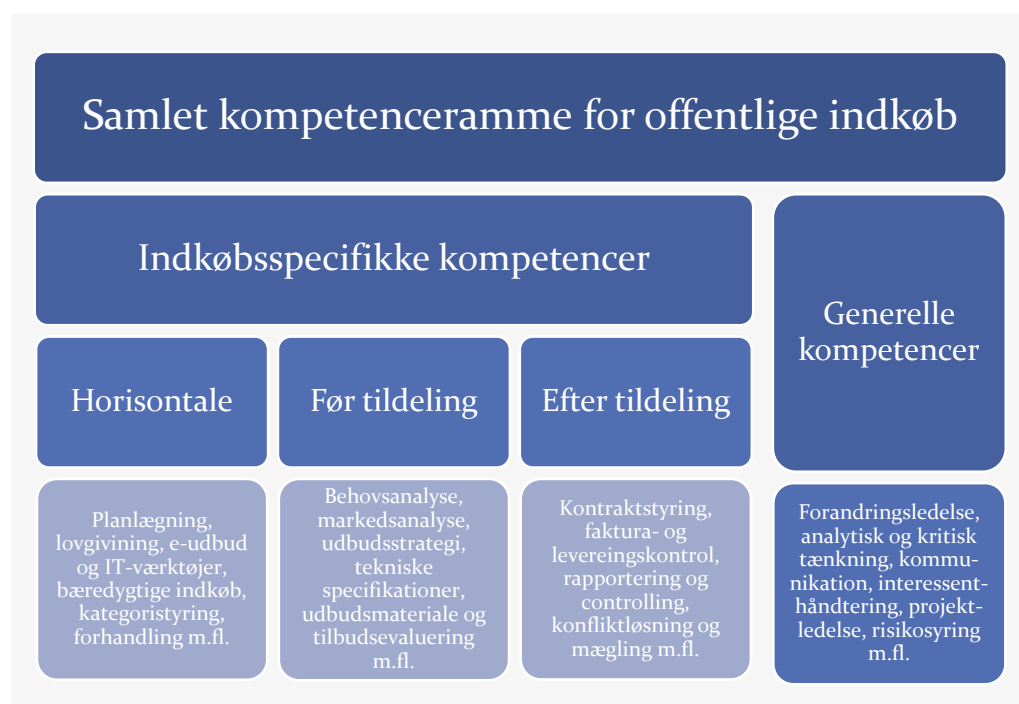 Samlet kompetenceramme for offentlige indkøb
Indkøbsspecifikke kompetencer
Generelle
kompetencer
Horisontale
Før tildeling
Efter tildeling
Planlægning,
lovgivining, e-udbud
og IT-værktøjer,
bæredygtige indkøb,
kategoristyring,
forhandling m.fl.
Behovsanalyse,
markedsanalyse,
udbudsstrategi,
tekniske
specifikationer,
udbudsmateriale og
tilbudsevaluering
m.fl.
Kontraktstyring,
faktura- og
levereingskontrol,
rapportering og
controlling,
konfliktløsning og
mægling m.fl.
Forandringsledelse,
analytisk og kritisk
tænkning, kommu-
nikation, interessent-
håndtering, projekt-
ledelse, risikosyring
m.fl.